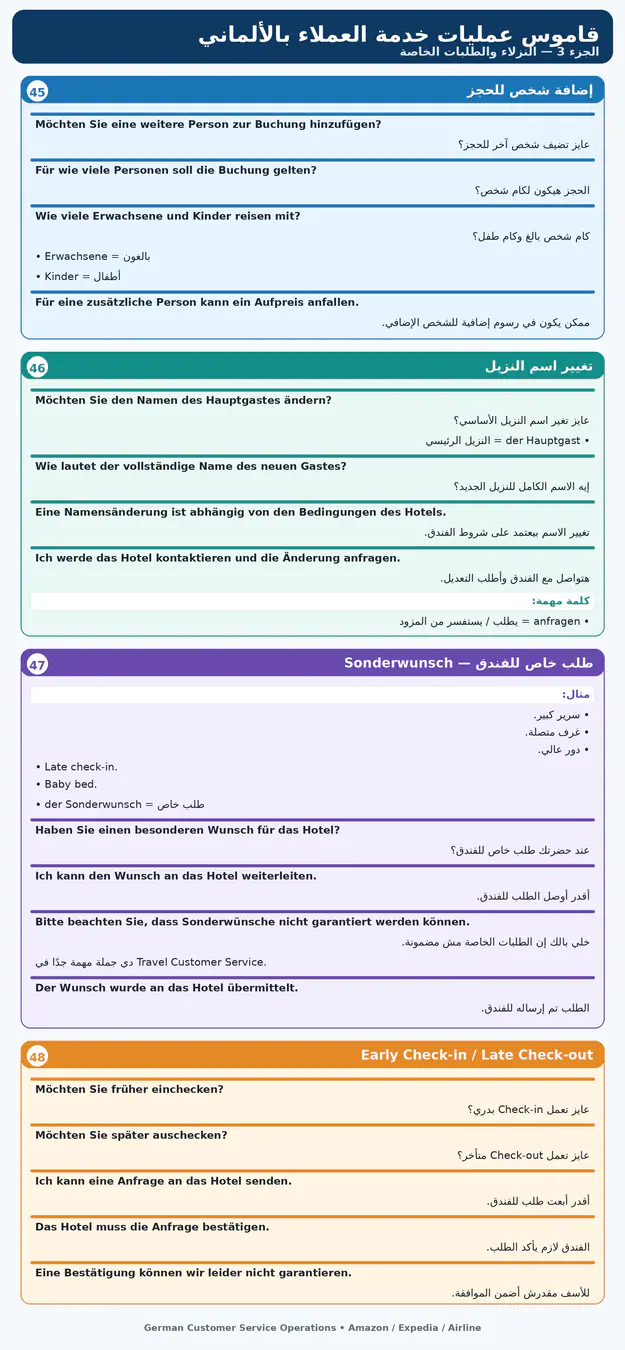 قاموس عمليات خدمة العملاء بالألماني
الجزء 3 — النزلاء والطلبات الخاصة
إضافة شخص للحجز
45
Möchten Sie eine weitere Person zur Buchung hinzufügen?
عايز تضيف شخص آخر للحجز؟
Für wie viele Personen soll die Buchung gelten?
الحجز هيكون لكام شخص؟
Wie viele Erwachsene und Kinder reisen mit?
كام شخص بالغ وكام طفل؟
• Erwachsene = بالغون
• Kinder = أطفال
Für eine zusätzliche Person kann ein Aufpreis anfallen.
ممكن يكون في رسوم إضافية للشخص الإضافي.
تغيير اسم النزيل
46
Möchten Sie den Namen des Hauptgastes ändern?
عايز تغير اسم النزيل الأساسي؟
• der Hauptgast = النزيل الرئيسي
Wie lautet der vollständige Name des neuen Gastes?
إيه الاسم الكامل للنزيل الجديد؟
Eine Namensänderung ist abhängig von den Bedingungen des Hotels.
تغيير الاسم بيعتمد على شروط الفندق.
Ich werde das Hotel kontaktieren und die Änderung anfragen.
هتواصل مع الفندق وأطلب التعديل.
كلمة مهمة:
• anfragen = يطلب / يستفسر من المزود
طلب خاص للفندق — Sonderwunsch
47
مثال:
• سرير كبير.
• غرف متصلة.
• دور عالي.
• Late check-in.
• Baby bed.
• der Sonderwunsch = طلب خاص
Haben Sie einen besonderen Wunsch für das Hotel?
عند حضرتك طلب خاص للفندق؟
Ich kann den Wunsch an das Hotel weiterleiten.
أقدر أوصل الطلب للفندق.
Bitte beachten Sie, dass Sonderwünsche nicht garantiert werden können.
خلي بالك إن الطلبات الخاصة مش مضمونة.
دي جملة مهمة جدًا في Travel Customer Service.
Der Wunsch wurde an das Hotel übermittelt.
الطلب تم إرساله للفندق.
Early Check-in / Late Check-out
48
Möchten Sie früher einchecken?
عايز تعمل Check-in بدري؟
Möchten Sie später auschecken?
عايز تعمل Check-out متأخر؟
Ich kann eine Anfrage an das Hotel senden.
أقدر أبعت طلب للفندق.
Das Hotel muss die Anfrage bestätigen.
الفندق لازم يأكد الطلب.
Eine Bestätigung können wir leider nicht garantieren.
للأسف مقدرش أضمن الموافقة.
German Customer Service Operations • Amazon / Expedia / Airline